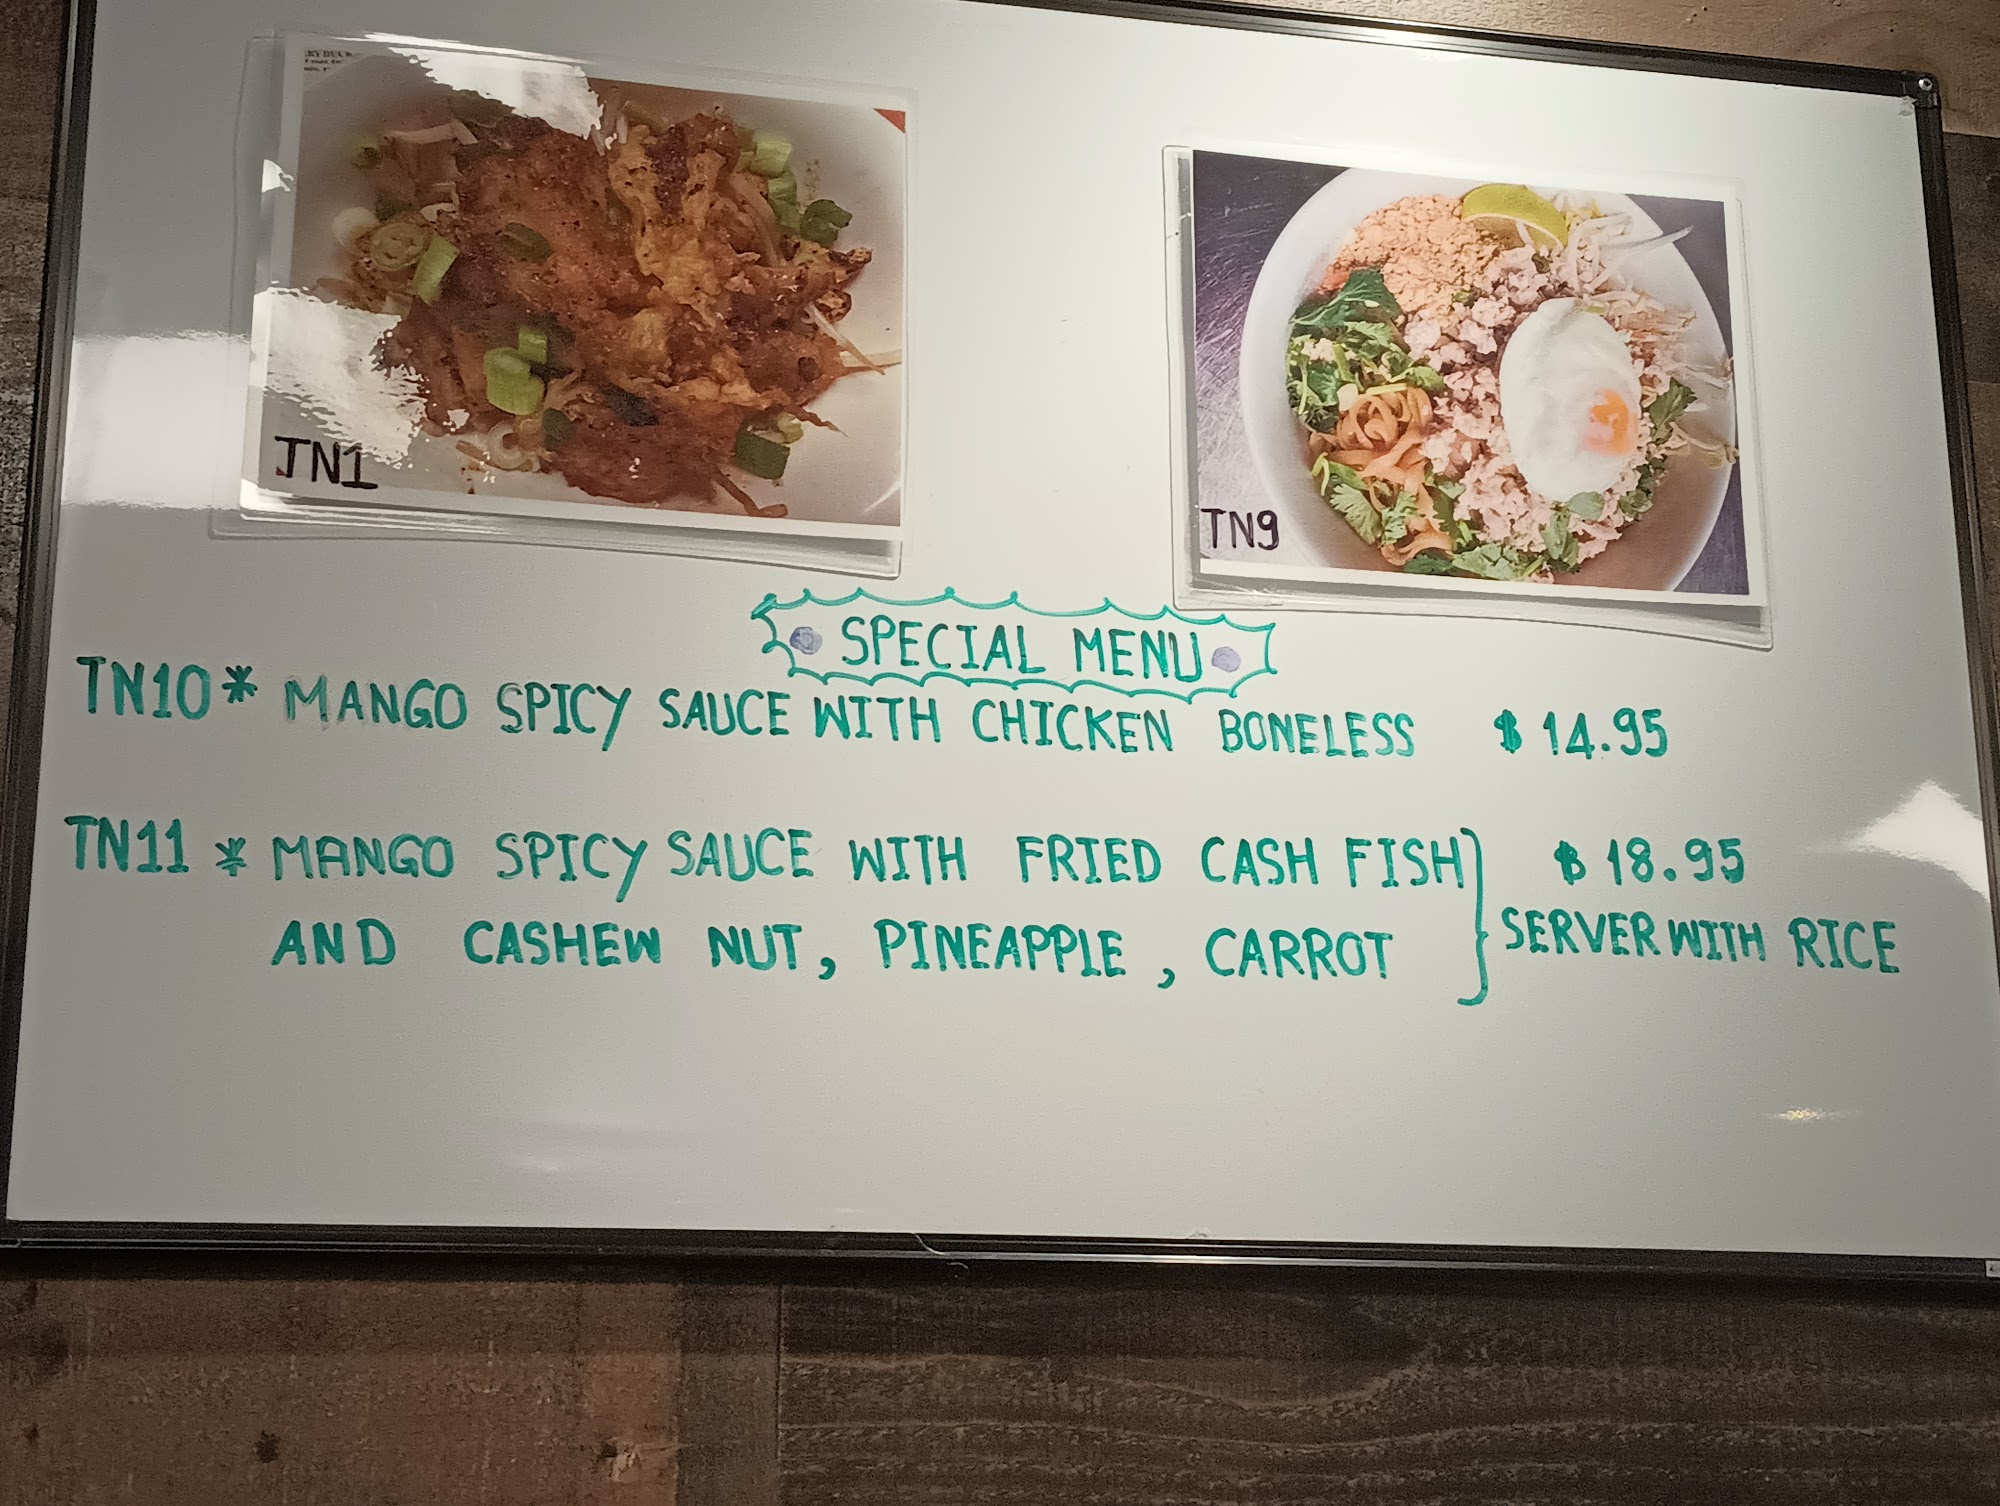 TN1
TN9
SPECIAL MENU
TN10 * MANGO SPICY SAUCE WITH CHICKEN BONELESS $ 14.95
TN11 * MANGO SPICY SAUCE WITH FRIED CASH FISH $ 18.95
AND CASHEW NUT, PINEAPPLE, CARROT SERVER WITH RICE